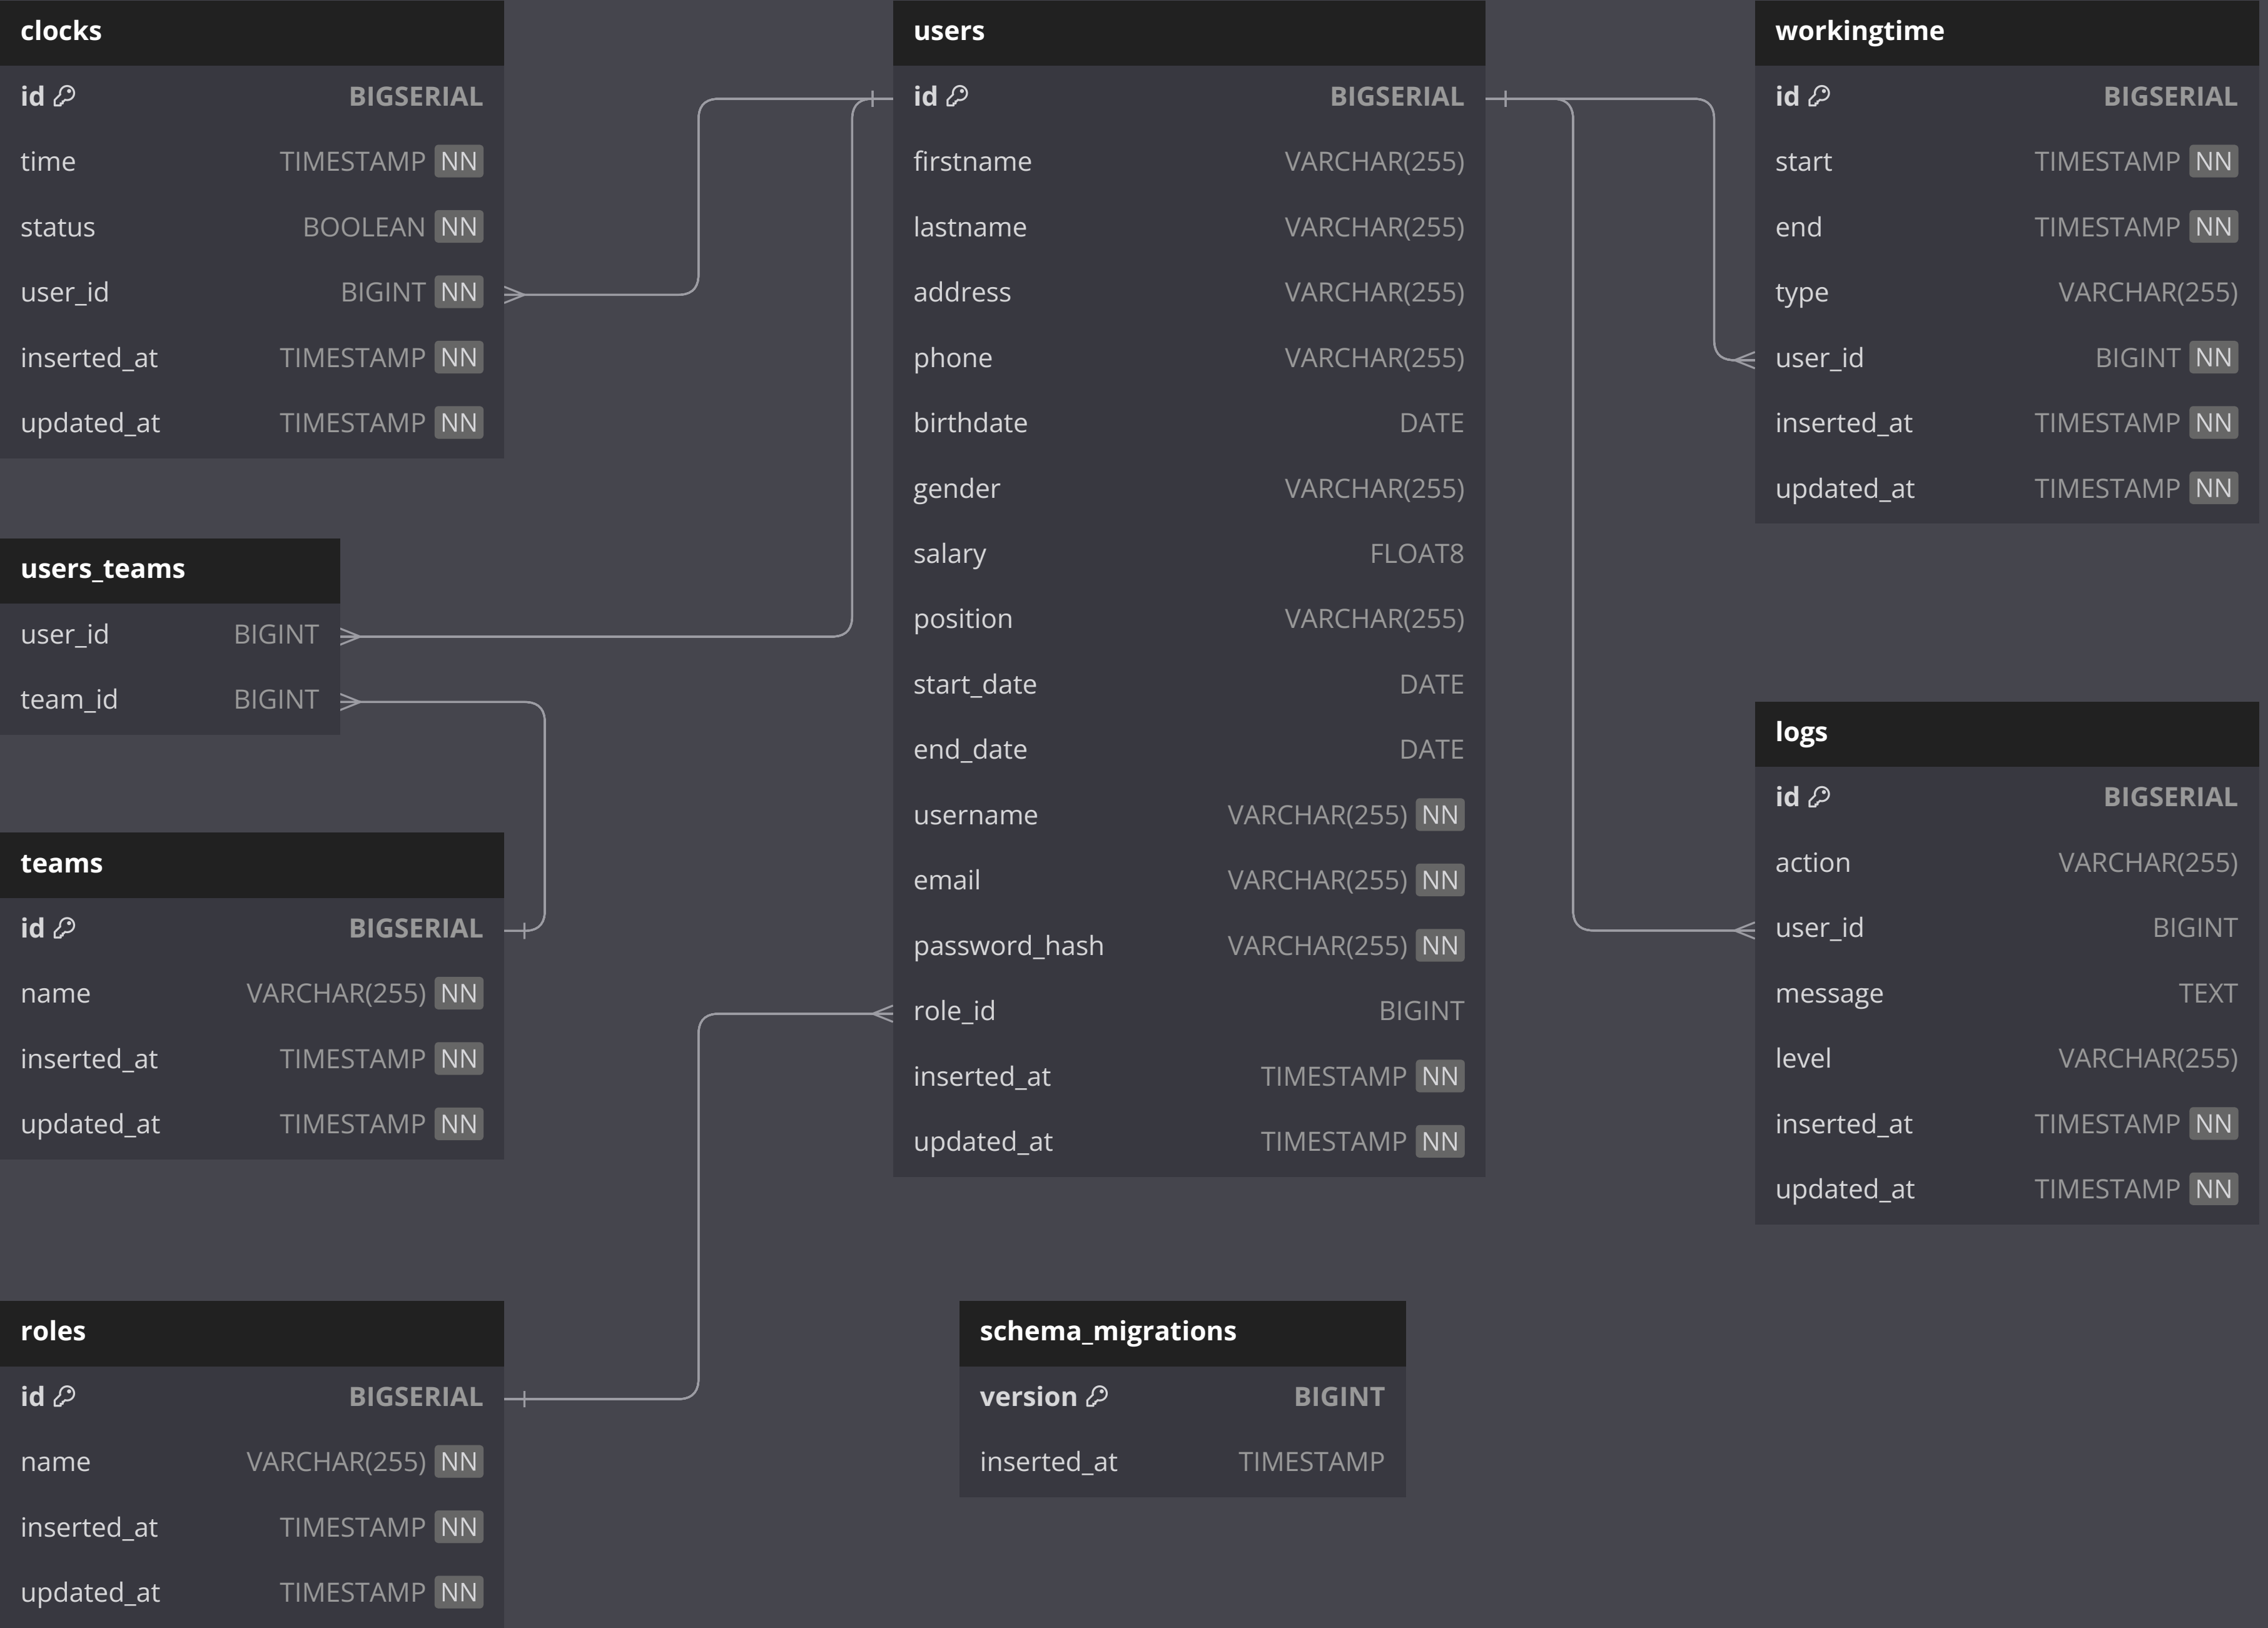 clocks
id BIGSERIAL
time TIMESTAMP NN
status BOOLEAN NN
user_id BIGINT NN
inserted_at TIMESTAMP NN
updated_at TIMESTAMP NN
users_teams
user_id BIGINT
team_id BIGINT
teams
id BIGSERIAL
name VARCHAR(255) NN
inserted_at TIMESTAMP NN
updated_at TIMESTAMP NN
roles
id BIGSERIAL
name VARCHAR(255) NN
inserted_at TIMESTAMP NN
updated_at TIMESTAMP NN
users
id BIGSERIAL
firstname VARCHAR(255)
lastname VARCHAR(255)
address VARCHAR(255)
phone VARCHAR(255)
birthdate DATE
gender VARCHAR(255)
salary FLOAT8
position VARCHAR(255)
start_date DATE
end_date DATE
username VARCHAR(255) NN
email VARCHAR(255) NN
password_hash VARCHAR(255) NN
role_id BIGINT
inserted_at TIMESTAMP NN
updated_at TIMESTAMP NN
schema_migrations
version BIGINT
inserted_at TIMESTAMP
workingtime
id BIGSERIAL
start TIMESTAMP NN
end TIMESTAMP NN
type VARCHAR(255)
user_id BIGINT NN
inserted_at TIMESTAMP NN
updated_at TIMESTAMP NN
logs
id BIGSERIAL
action VARCHAR(255)
user_id BIGINT
message TEXT
level VARCHAR(255)
inserted_at TIMESTAMP NN
updated_at TIMESTAMP NN